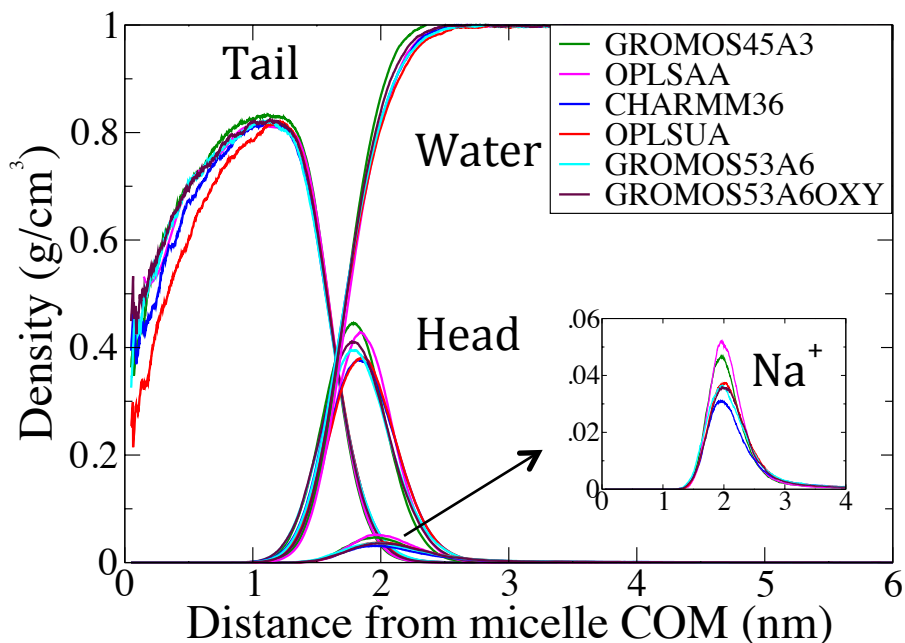 Tail
Water
Head
GROMOS45A3
OPLSAA
CHARMM36
OPLSUA
GROMOS53A6
GROMOS53A6OXY
Density (g/cm³)
1
0.8
0.6
0.4
0.2
0
0 1 2 3 4 5 6
Distance from micelle COM (nm)
Na⁺
.06
.04
.02
.0
0 1 2 3 4